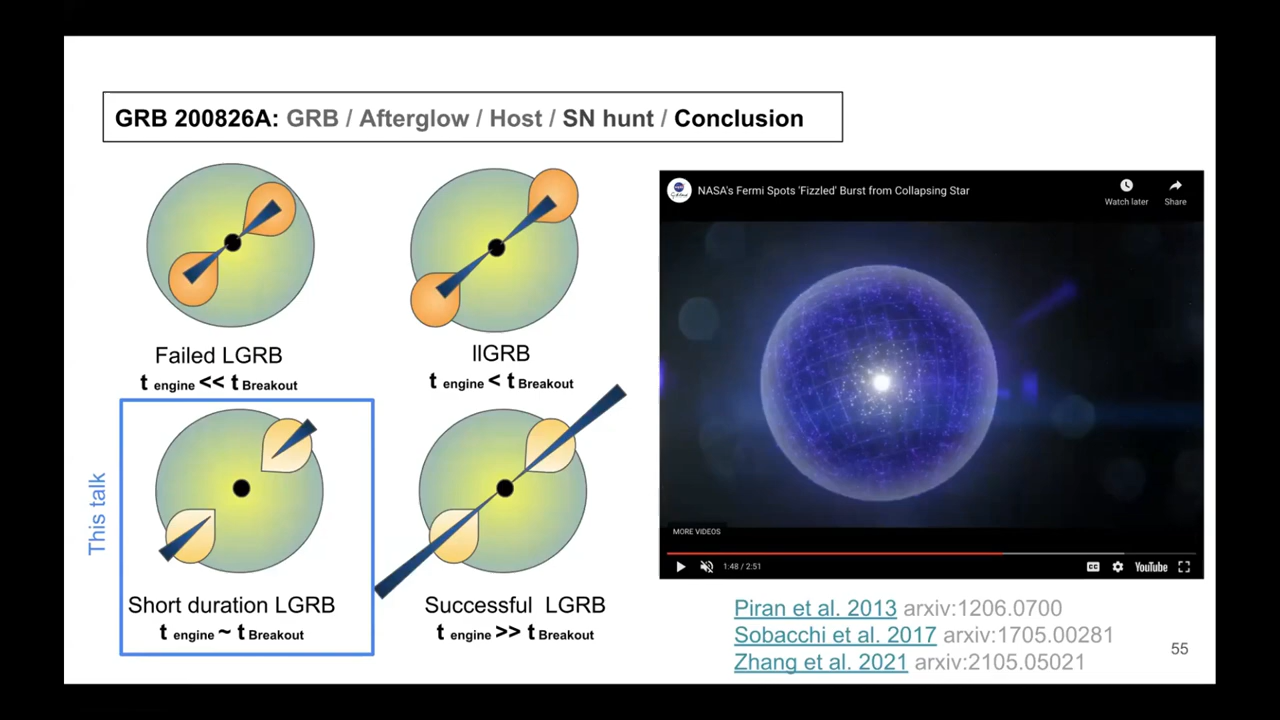 GRB 200826A: GRB / Afterglow / Host / SN hunt / Conclusion
Failed LGRB
t engine << t Breakout
llGRB
t engine < t Breakout
This talk
Short duration LGRB
t engine ~ t Breakout
Successful LGRB
t engine >> t Breakout
NASA's Fermi Spots 'Fizzled' Burst from Collapsing Star
Watch later
Share
MORE VIDEOS
1:48 / 2:51
CC
YouTube
Piran et al. 2013 arxiv:1206.0700
Sobacchi et al. 2017 arxiv:1705.00281
Zhang et al. 2021 arxiv:2105.05021
55